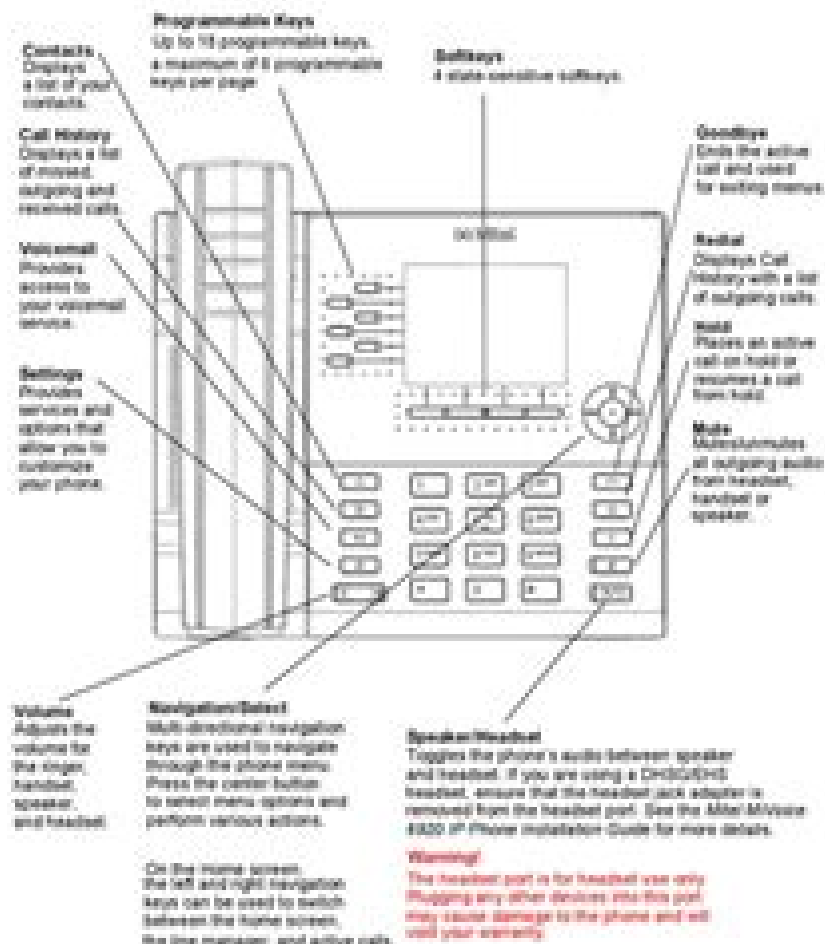 Programmable Keys
Up to 18 programmable keys,
a maximum of 6 programmable
keys per page
Contacts
Displays
a list of your
contacts.
Softkeys
4 state-sensitive softkeys.
Call History
Displays a list
of missed,
outgoing and
received calls.
Goodbye
Ends the active
call and used
for exiting menus.
Mitel
Voicemail
Provides
access to
your voicemail
service.
Redial
Displays Call
History with a list
of outgoing calls.
Hold
Places an active
call on hold or
resumes a call
from hold.
Settings
Provides
services and
options that
allow you to
customize
your phone.
Mute
Mutes/unmutes
all outgoing audio
from headset,
handset or
speaker.
Volume
Adjusts the
volume for
the ringer,
handset,
speaker,
and headset.
Navigation/Select
Multi-directional navigation
keys are used to navigate
through the phone menu.
Press the center button
to select menu options and
perform various actions.
On the Home screen,
the left and right navigation
keys can be used to switch
between the home screen,
the line manager, and active calls.
Speaker/Headset
Toggles the phone's audio between speaker
and headset. If you are using a DHSG/EHS
headset, ensure that the headset jack adapter is
removed from the headset port. See the Mitel MiVoice
6920 IP Phone Installation Guide for more details.
Warning!
The headset port is for headset use only.
Plugging any other devices into this port
may cause damage to the phone and will
void your warranty.